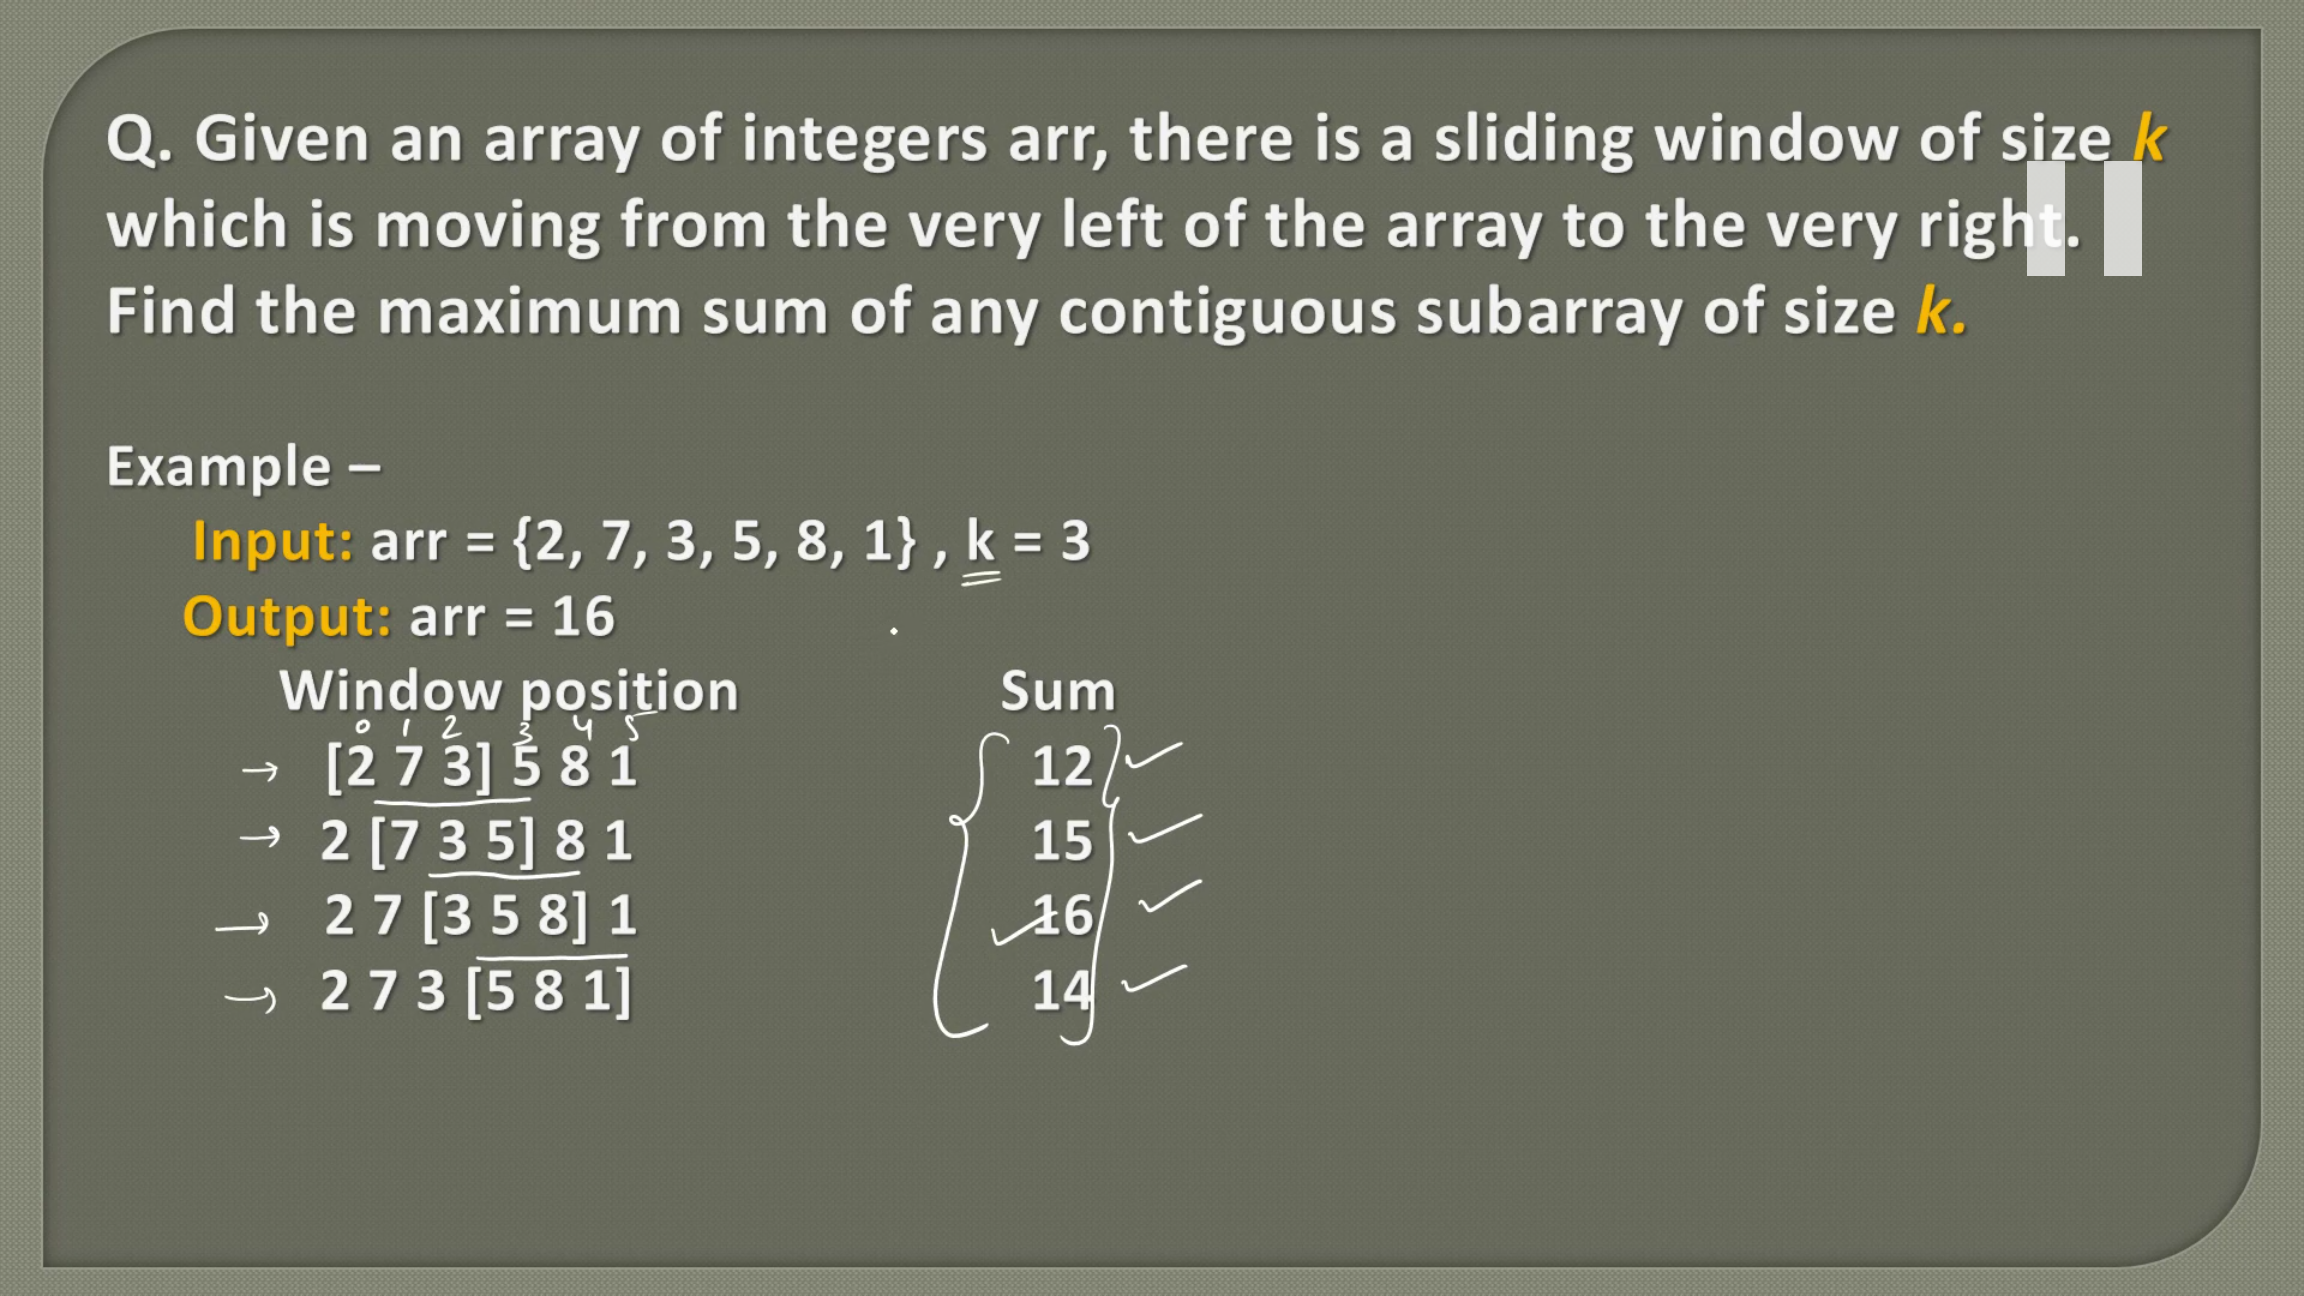 Q. Given an array of integers arr, there is a sliding window of size k
which is moving from the very left of the array to the very right.
Find the maximum sum of any contiguous subarray of size k.
Example –
Input: arr = {2, 7, 3, 5, 8, 1} , k = 3
Output: arr = 16
Window position Sum
0 1 2 3 4 5
[2 7 3] 5 8 1 12
2 [7 3 5] 8 1 15
2 7 [3 5 8] 1 16
2 7 3 [5 8 1] 14